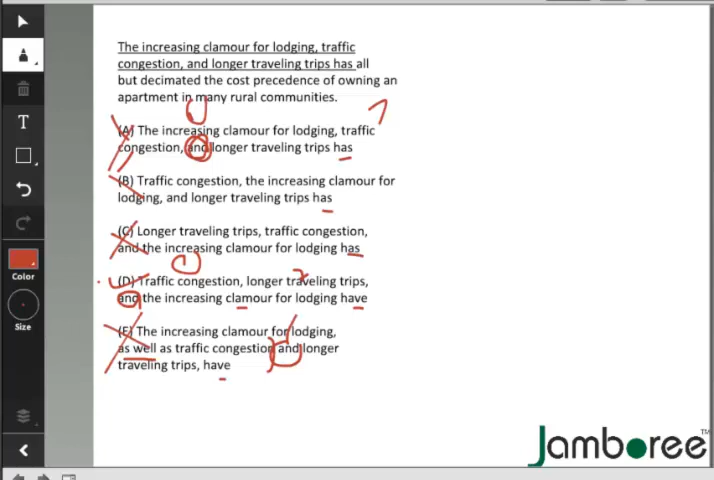 The increasing clamour for lodging, traffic
congestion, and longer traveling trips has all
but decimated the cost precedence of owning an
apartment in many rural communities.
(A) The increasing clamour for lodging, traffic
congestion, and longer traveling trips has
(B) Traffic congestion, the increasing clamour for
lodging, and longer traveling trips has
(C) Longer traveling trips, traffic congestion,
and the increasing clamour for lodging has
(D) Traffic congestion, longer traveling trips,
and the increasing clamour for lodging have
(E) The increasing clamour for lodging,
as well as traffic congestion and longer
traveling trips, have
T
Color
Size
Jamboree™